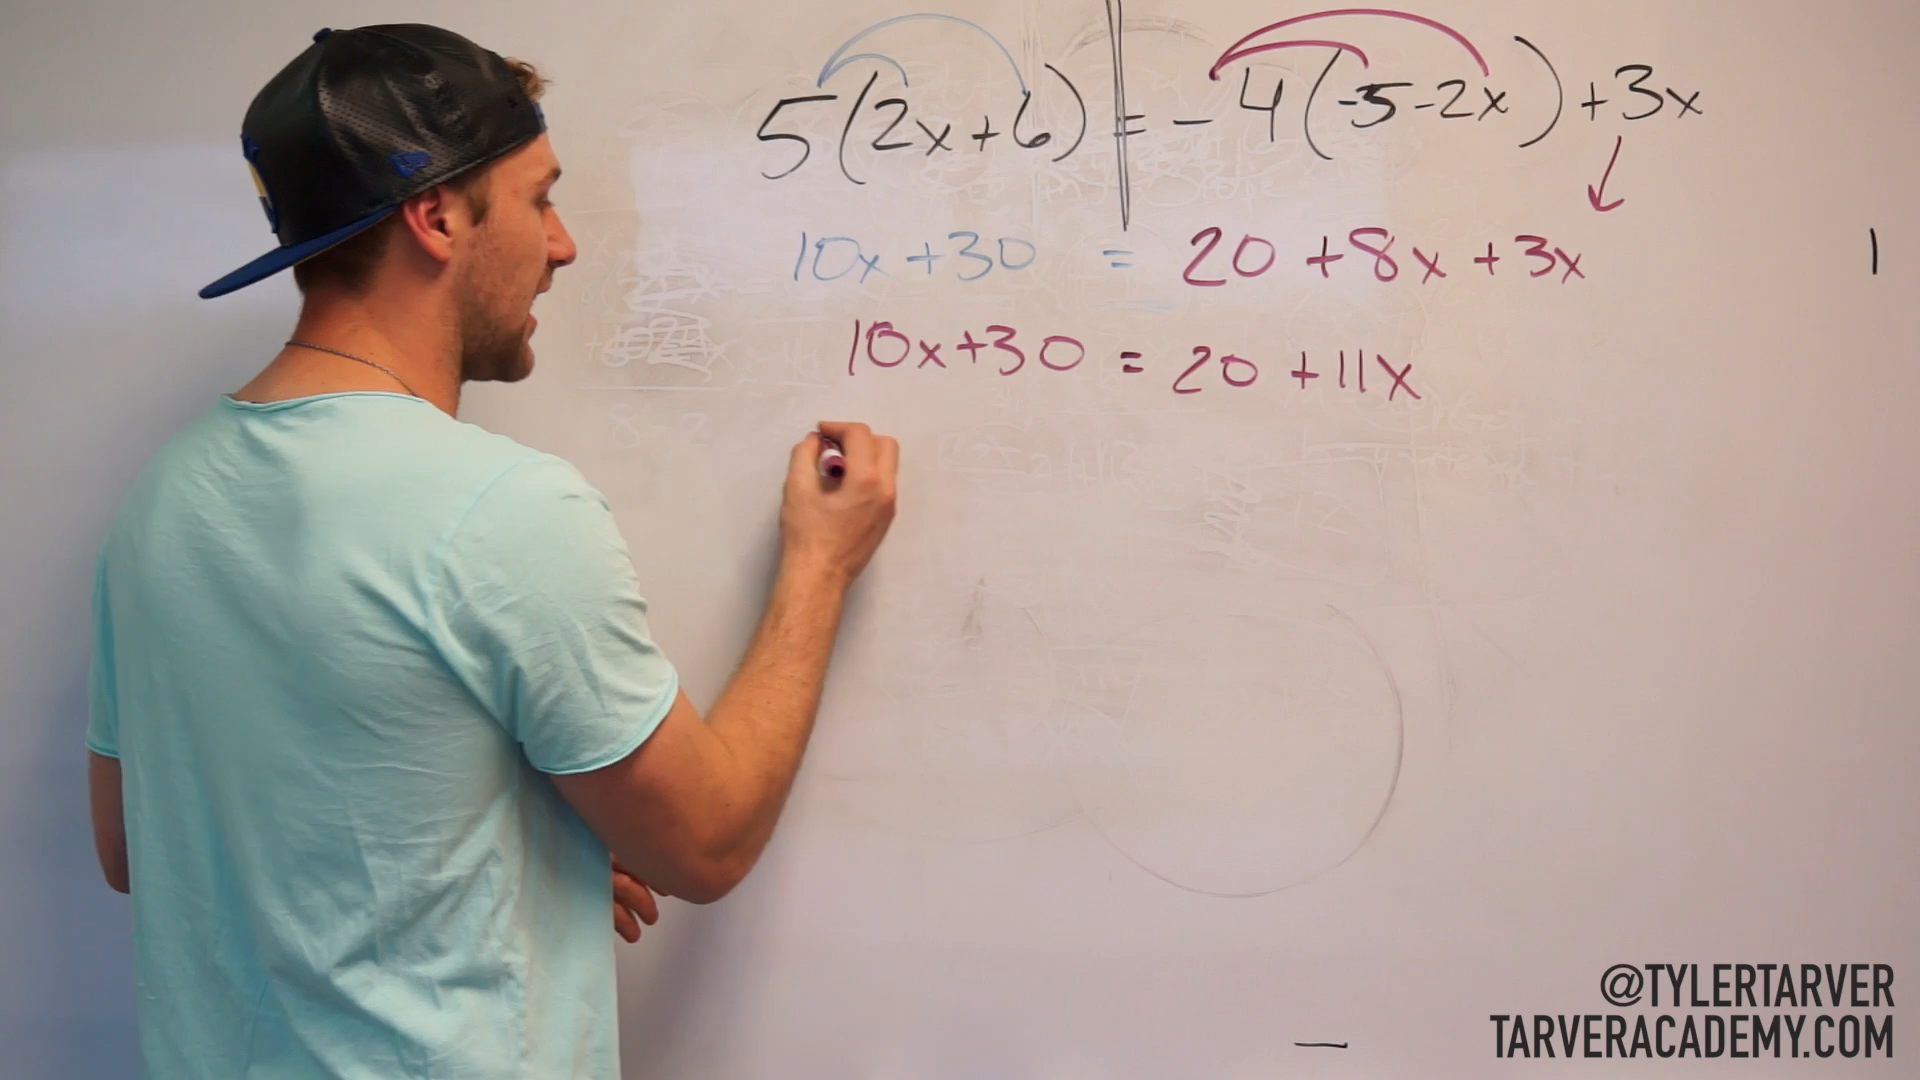 5(2x+6) = -4(-5-2x)+3x
10x+30 = 20+8x+3x
10x+30 = 20+11x
@TYLERTARVER
TARVERACADEMY.COM